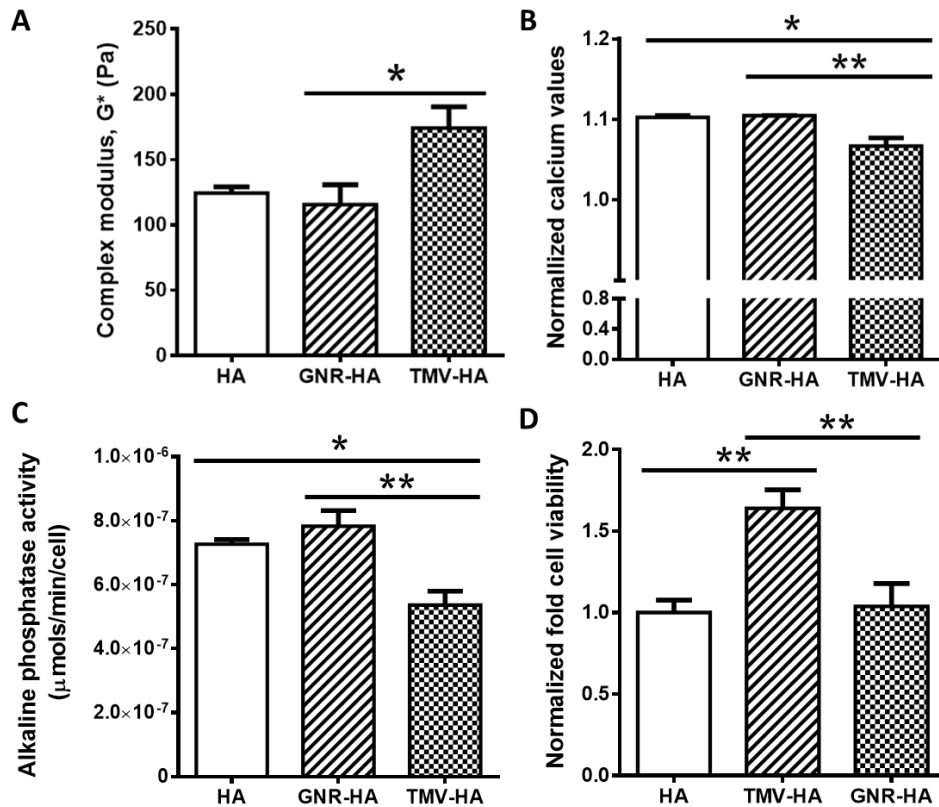 A
Complex modulus, G* (Pa)
250
200
150
100
50
0
*
HA GNR-HA TMV-HA
B
Normallized calcium values
1.2
1.1
1.0
0.8
0.4
0.0
*
**
HA GNR-HA TMV-HA
C
Alkaline phosphatase activity
(μmols/min/cell)
1.0×10-6
8.0×10-7
6.0×10-7
4.0×10-7
2.0×10-7
0
*
**
HA GNR-HA TMV-HA
D
Normalized fold cell viability
2.0
1.5
1.0
0.5
0.0
**
**
HA TMV-HA GNR-HA